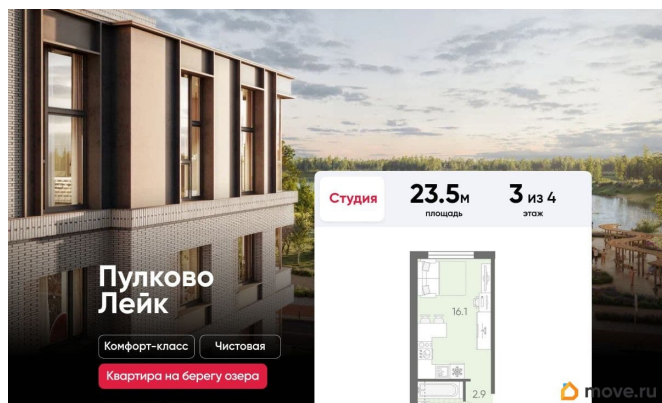 Студия
23.5м
площадь
3 из 4
этаж
16.1
2.9
Пулково
Лейк
Комфорт-класс
Чистовая
Квартира на берегу озера
move.ru